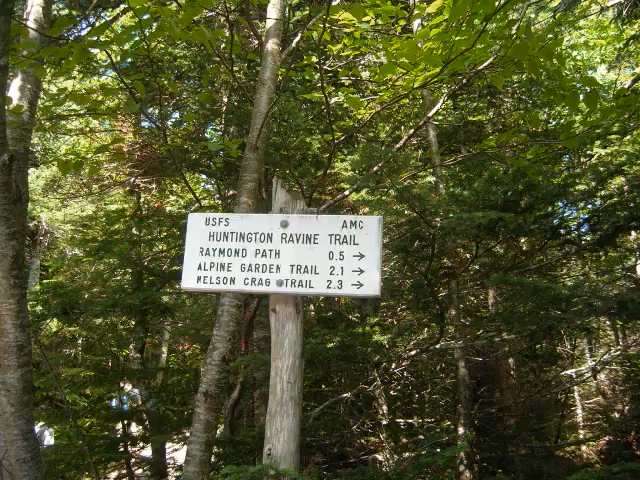 USFS AMC
HUNTINGTON RAVINE TRAIL
RAYMOND PATH 0.5 →
ALPINE GARDEN TRAIL 2.1 →
NELSON CRAG TRAIL 2.3 →